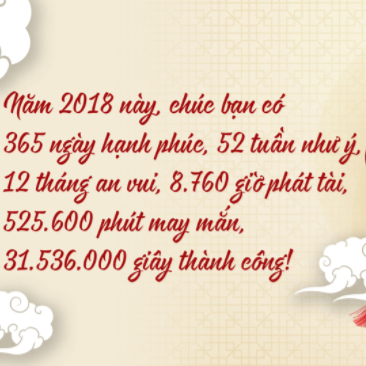 Năm 2018 này, chúc bạn có
365 ngày hạnh phúc, 52 tuần như ý,
12 tháng an vui, 8.760 giờ phát tài,
525.600 phút may mắn,
31.536.000 giây thành công!